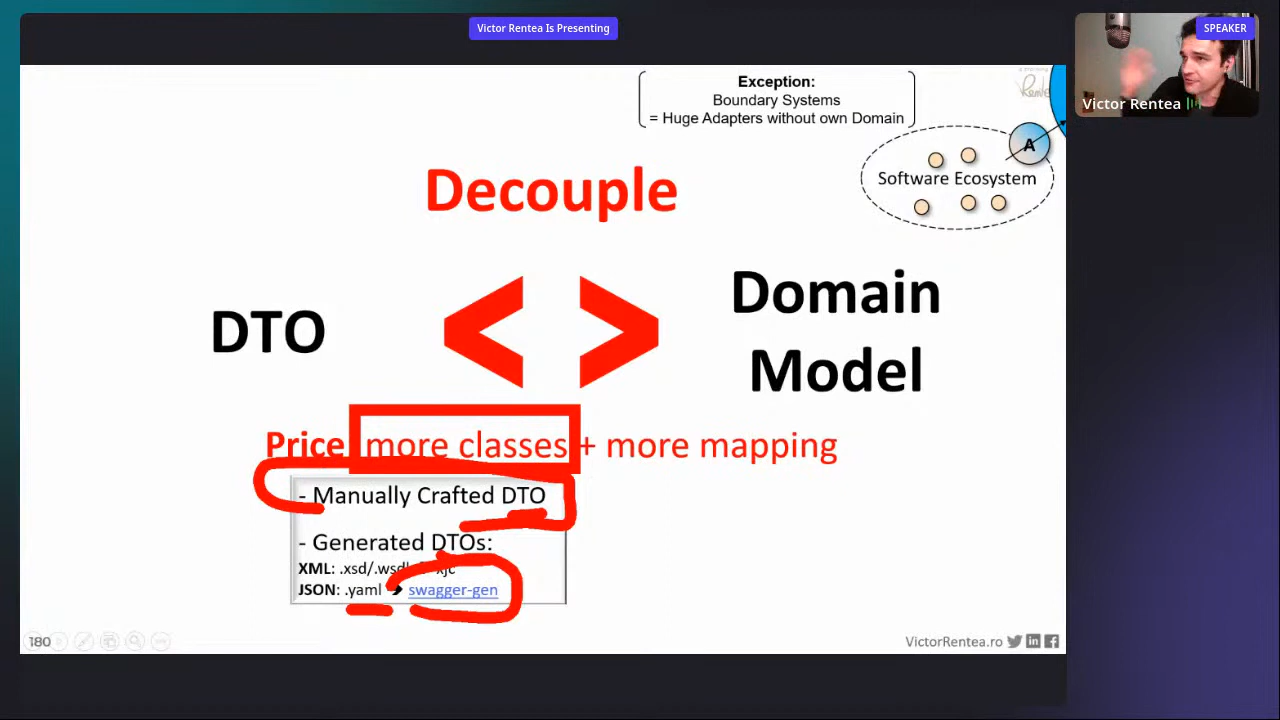 Victor Rentea Is Presenting
SPEAKER
Victor Rentea
Exception:
Boundary Systems
= Huge Adapters without own Domain
A
Software Ecosystem
Decouple
DTO
< >
Domain
Model
Price more classes + more mapping
- Manually Crafted DTO
- Generated DTOs:
XML: .xsd/.wsdl xjc
JSON: .yaml swagger-gen
180
VictorRentea.ro